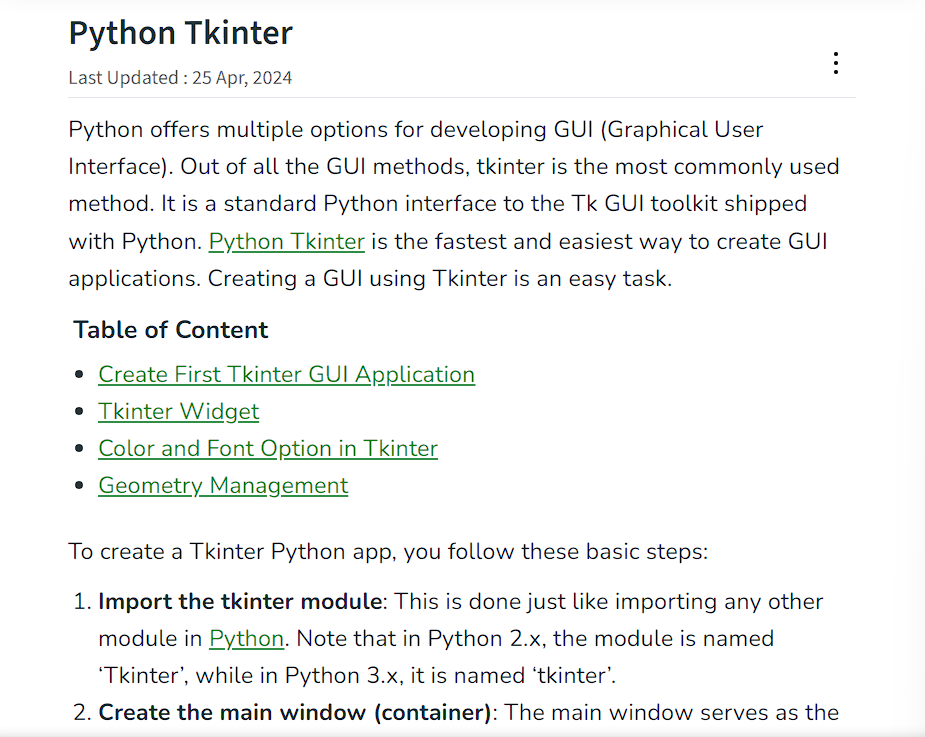 Python Tkinter
Last Updated : 25 Apr, 2024
Python offers multiple options for developing GUI (Graphical User
Interface). Out of all the GUI methods, tkinter is the most commonly used
method. It is a standard Python interface to the Tk GUI toolkit shipped
with Python. Python Tkinter is the fastest and easiest way to create GUI
applications. Creating a GUI using Tkinter is an easy task.
Table of Content
• Create First Tkinter GUI Application
• Tkinter Widget
• Color and Font Option in Tkinter
• Geometry Management
To create a Tkinter Python app, you follow these basic steps:
1. Import the tkinter module: This is done just like importing any other
module in Python. Note that in Python 2.x, the module is named
‘Tkinter’, while in Python 3.x, it is named ‘tkinter’.
2. Create the main window (container): The main window serves as the